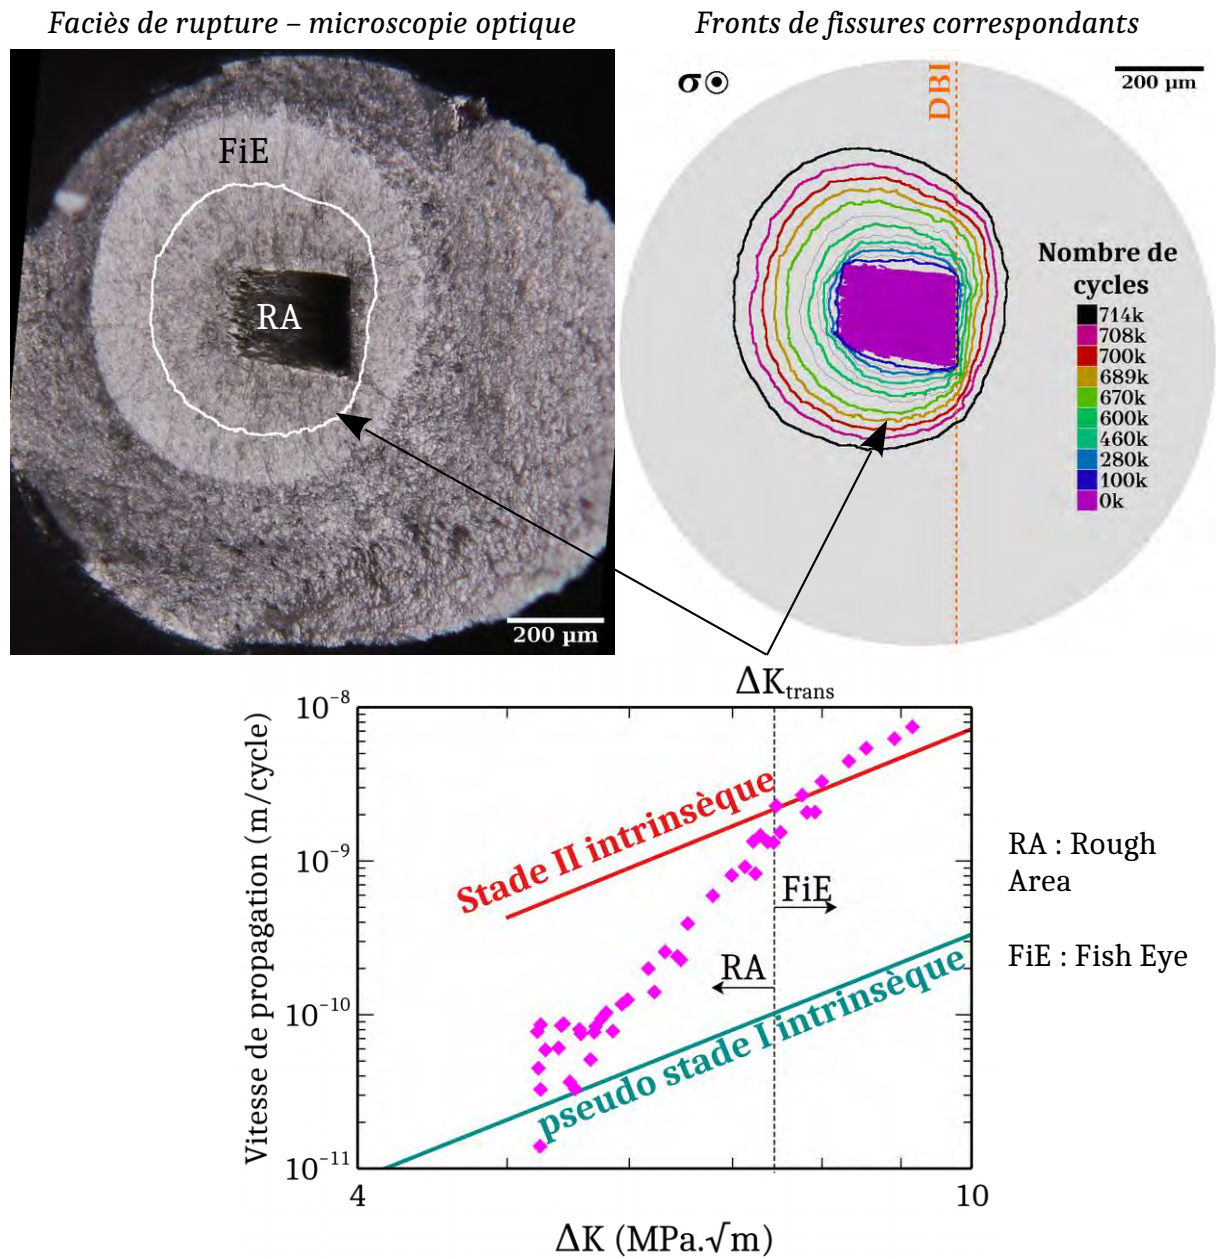 Faciès de rupture – microscopie optique
Fronts de fissures correspondants
FiE
RA
200 µm
σ
DBI
200 µm
Nombre de
cycles
714k
708k
700k
689k
670k
600k
460k
280k
100k
0k
ΔKtrans
Vitesse de propagation (m/cycle)
10⁻⁸
10⁻⁹
10⁻¹⁰
10⁻¹¹
Stade II intrinsèque
FiE
RA
pseudo stade I intrinsèque
4
10
ΔK (MPa.√m)
RA : Rough
Area
FiE : Fish Eye